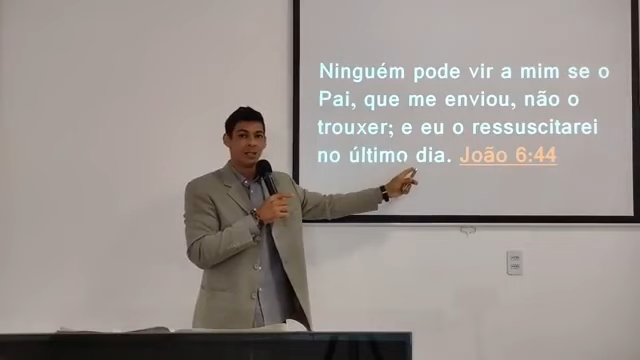 Ninguém pode vir a mim se o
Pai, que me enviou, não o
trouxer; e eu o ressuscitarei
no último dia. João 6:44